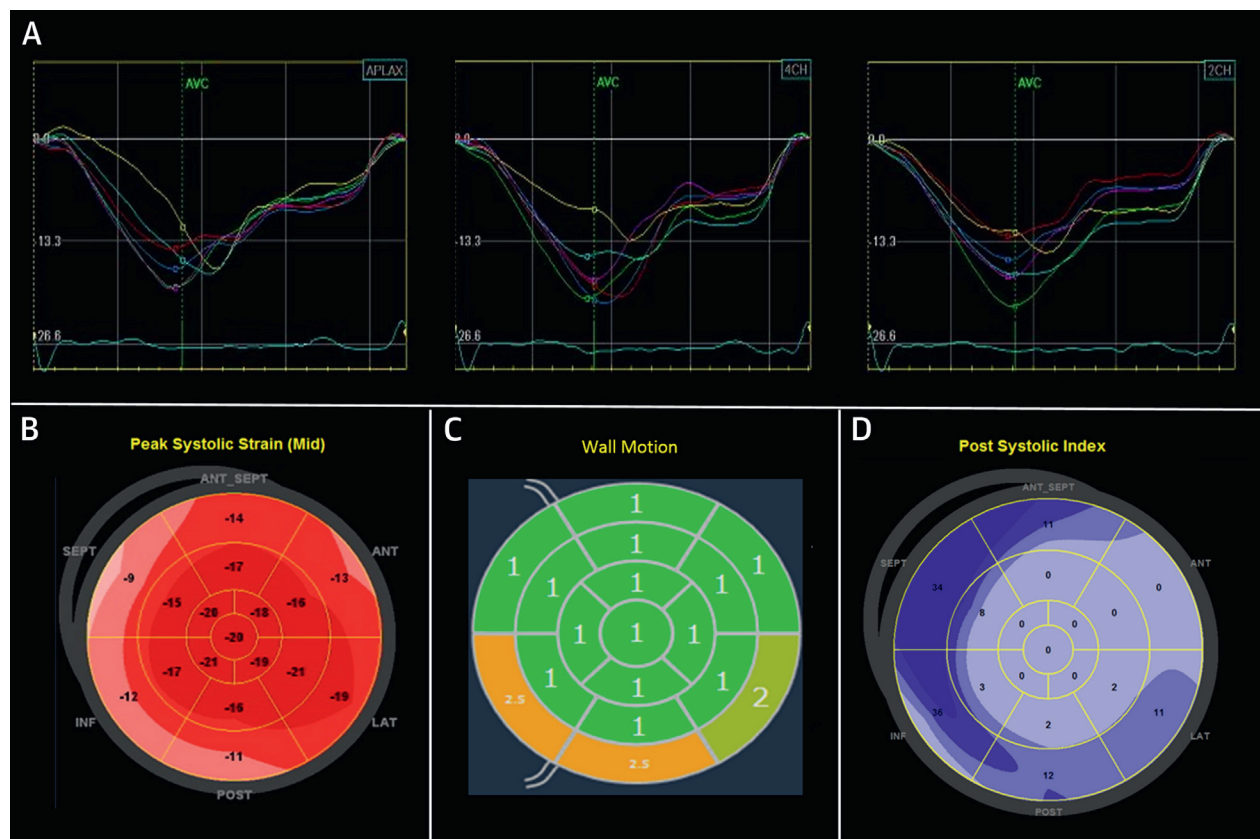 A
APLAX
AVC
0.0
-13.3
-26.6
4CH
AVC
0.0
-13.3
-26.6
2CH
AVC
0.0
-13.3
-26.6
B
Peak Systolic Strain (Mid)
ANT_SEPT
SEPT
ANT
-14
-9
-13
-17
-15
-16
-20
-18
-20
-21
-19
-17
-21
-12
-19
-16
-11
INF
LAT
POST
C
Wall Motion
1
1
1
1
1
1
1
1
1
1
1
1
1
1
2.5
2
2.5
D
Post Systolic Index
ANT_SEPT
SEPT
ANT
11
34
0
0
8
0
0
0
0
0
0
3
2
36
11
2
12
INF
LAT
POST